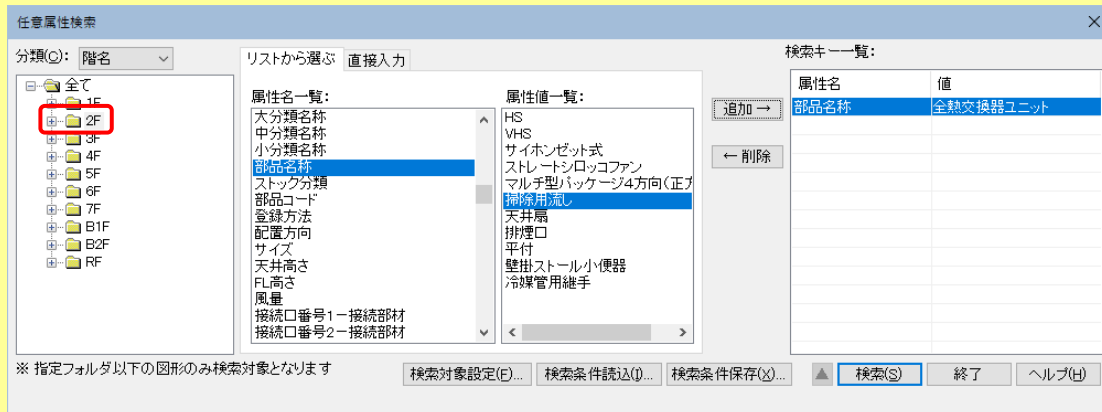 任意属性検索
分類(C): 階名
リストから選ぶ 直接入力
検索キー一覧:
全て
1F
2F
3F
4F
5F
6F
7F
B1F
B2F
RF
属性名一覧:
大分類名称
中分類名称
小分類名称
部品名称
ストック分類
部品コード
登録方法
配置方向
サイズ
天井高さ
FL高さ
風量
接続口番号1-接続部材
接続口番号2-接続部材
属性値一覧:
HS
VHS
サイホンゼット式
ストレートシロッコファン
マルチ型パッケージ4方向(正方
掃除用流し
天井扇
排煙口
平付
壁掛ストール小便器
冷媒管用継手
追加→
←削除
属性名 値
部品名称 全熱交換器ユニット
※ 指定フォルダ以下の図形のみ検索対象となります
検索対象設定(E)... 検索条件読込(I)... 検索条件保存(X)... ▲ 検索(S) 終了 ヘルプ(H)